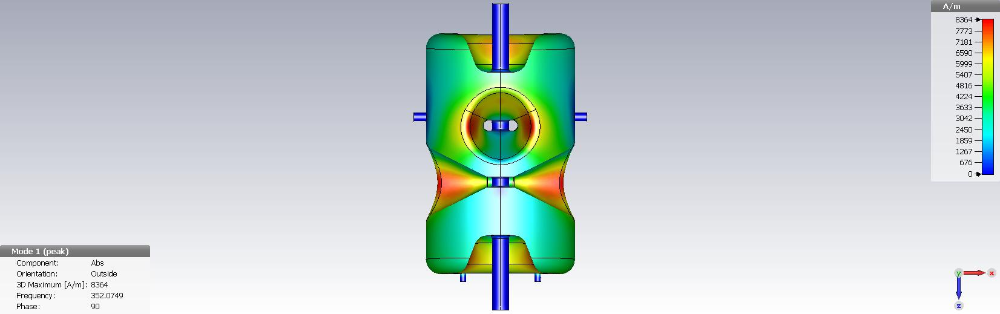 A/m
8364
7773
7181
6590
5999
5407
4816
4224
3633
3042
2450
1859
1267
676
0
Mode 1 (peak)
Component: Abs
Orientation: Outside
3D Maximum [A/m]: 8364
Frequency: 352.0749
Phase: 90
y x
z